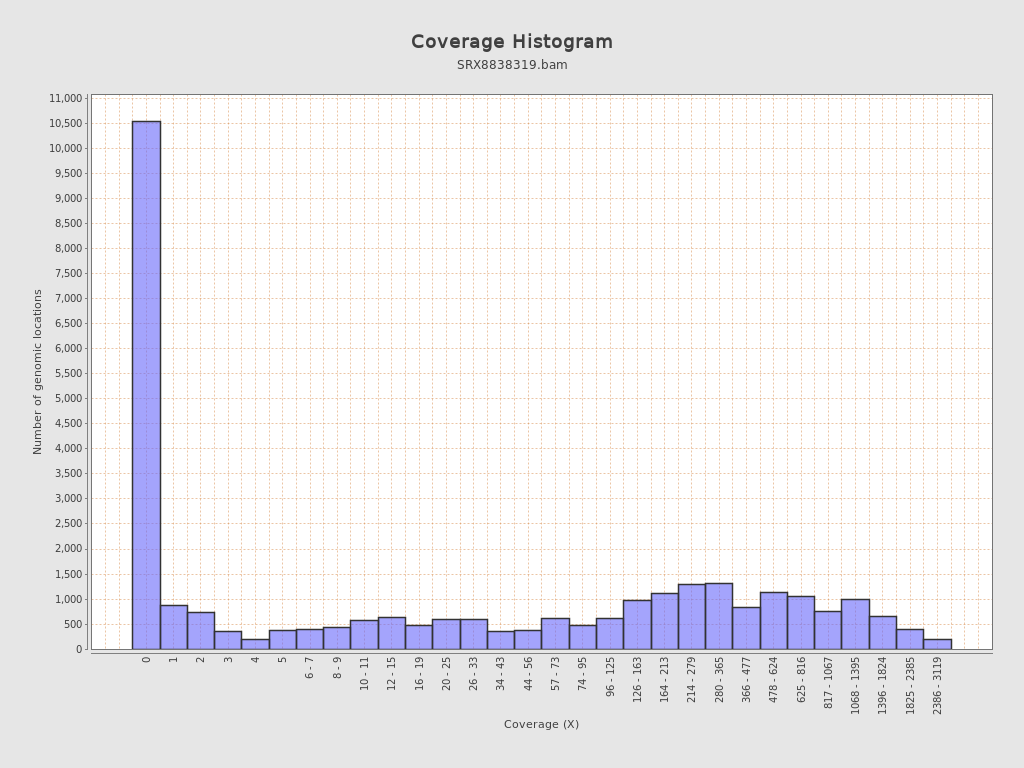 Coverage Histogram
SRX8838319.bam
Number of genomic locations
11,000
10,500
10,000
9,500
9,000
8,500
8,000
7,500
7,000
6,500
6,000
5,500
5,000
4,500
4,000
3,500
3,000
2,500
2,000
1,500
1,000
500
0
0
1
2
3
4
5
6 - 7
8 - 9
10 - 11
12 - 15
16 - 19
20 - 25
26 - 33
34 - 43
44 - 56
57 - 73
74 - 95
96 - 125
126 - 163
164 - 213
214 - 279
280 - 365
366 - 477
478 - 624
625 - 816
817 - 1067
1068 - 1395
1396 - 1824
1825 - 2385
2386 - 3119
Coverage (X)